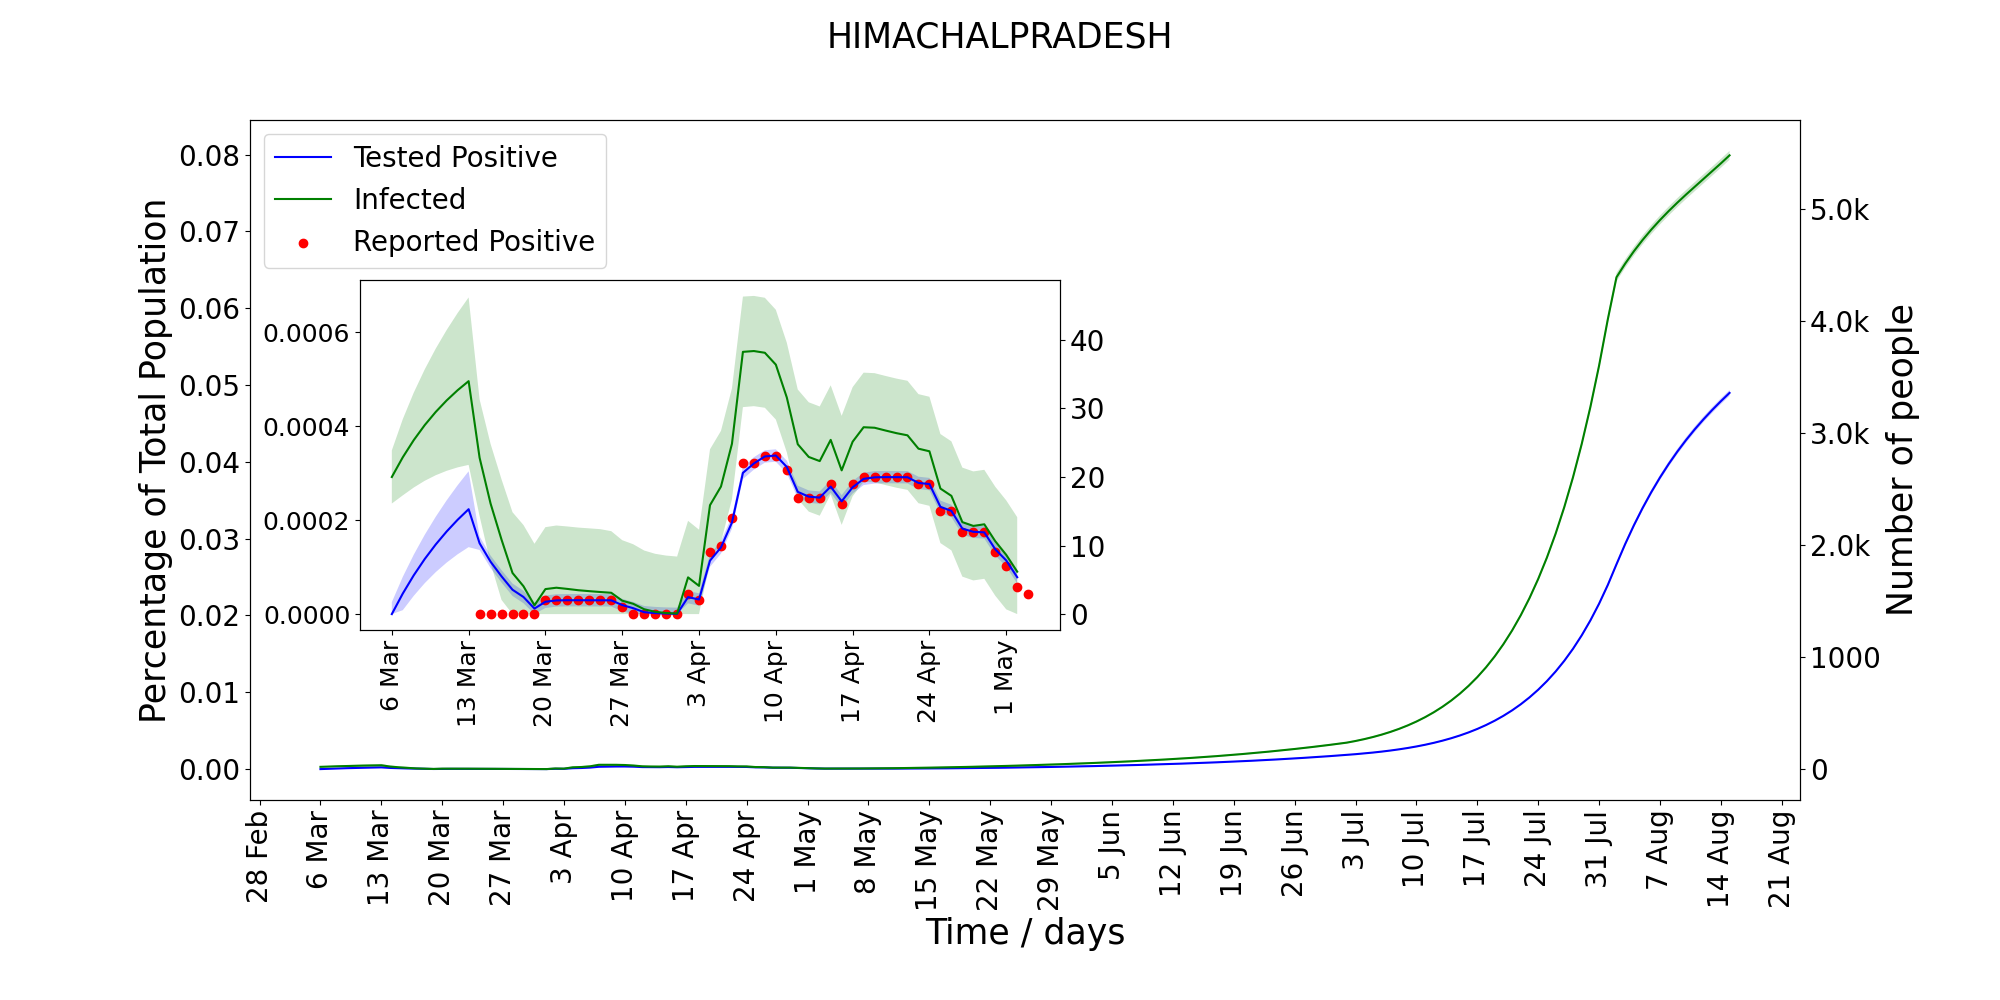 HIMACHALPRADESH
Tested Positive
Infected
Reported Positive
Percentage of Total Population
0.08
0.07
0.06
0.05
0.04
0.03
0.02
0.01
0.00
5.0k
4.0k
3.0k
2.0k
1000
0
Number of people
0.0006
0.0004
0.0002
0.0000
40
30
20
10
0
6 Mar
13 Mar
20 Mar
27 Mar
3 Apr
10 Apr
17 Apr
24 Apr
1 May
28 Feb
6 Mar
13 Mar
20 Mar
27 Mar
3 Apr
10 Apr
17 Apr
24 Apr
1 May
8 May
15 May
22 May
29 May
5 Jun
12 Jun
19 Jun
26 Jun
3 Jul
10 Jul
17 Jul
24 Jul
31 Jul
7 Aug
14 Aug
21 Aug
Time / days